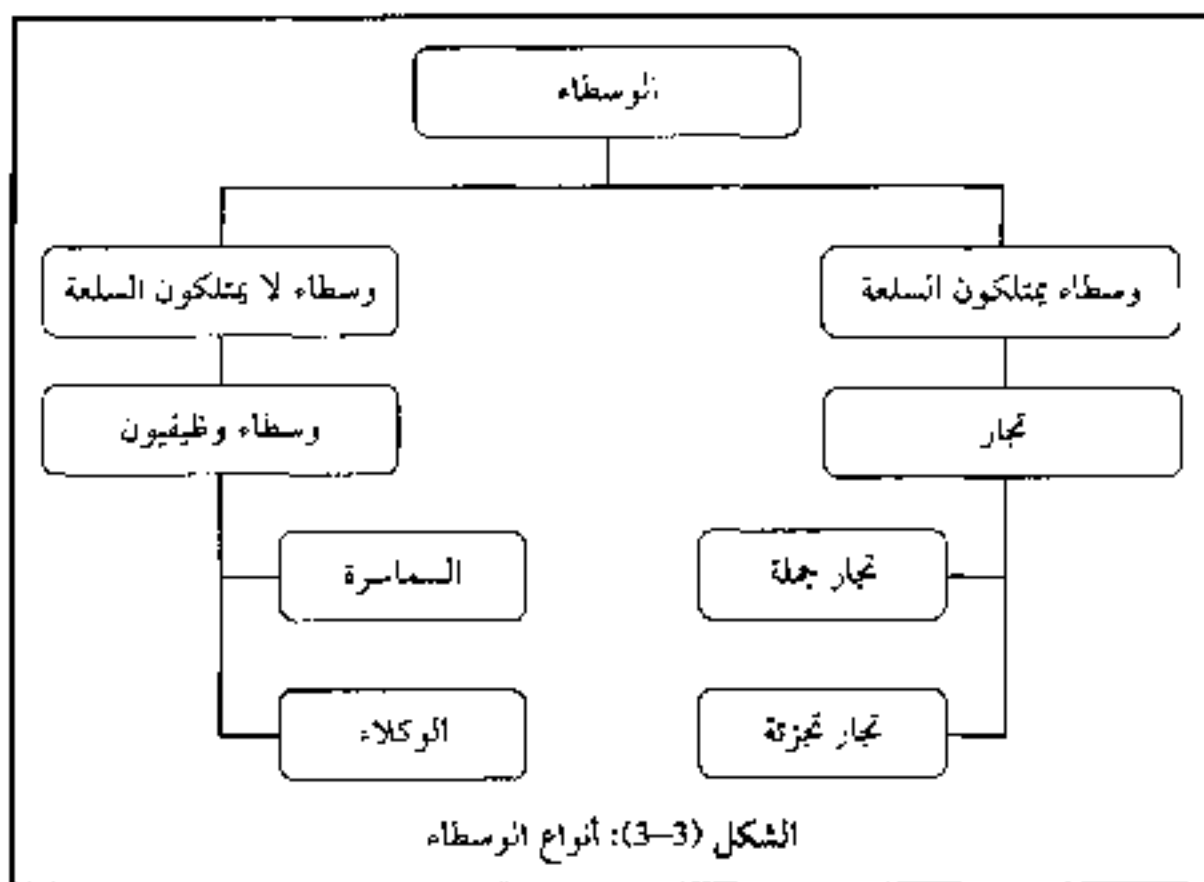 الوسطاء
وسطاء يمتلكون السلعة
وسطاء لا يمتلكون السلعة
تجار
وسطاء وظيفيون
تجار جملة
السماسرة
تجار تجزئة
الوكلاء
الشكل (3–3): أنواع الوسطاء